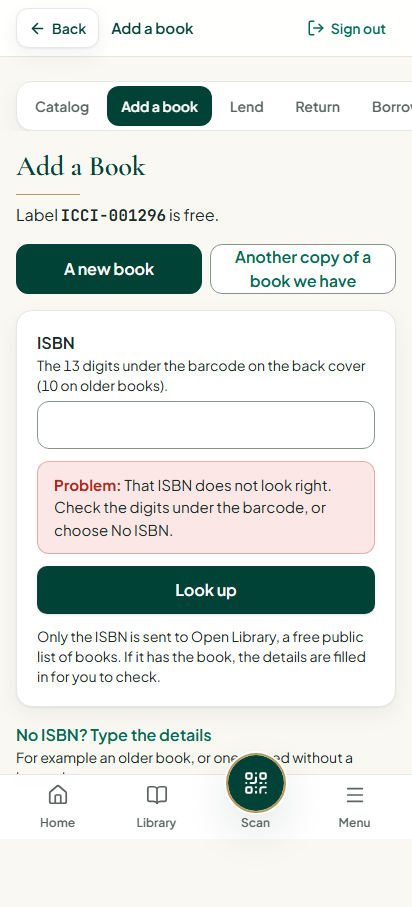 Back
Add a book
Sign out
Catalog
Add a book
Lend
Return
Add a Book
Label ICCI-001296 is free.
A new book
Another copy of a
book we have
ISBN
The 13 digits under the barcode on the back cover
(10 on older books).
Problem: That ISBN does not look right.
Check the digits under the barcode, or
choose No ISBN.
Look up
Only the ISBN is sent to Open Library, a free public
list of books. If it has the book, the details are filled
in for you to check.
No ISBN? Type the details
For example an older book, or one without a
Home
Library
Scan
Menu